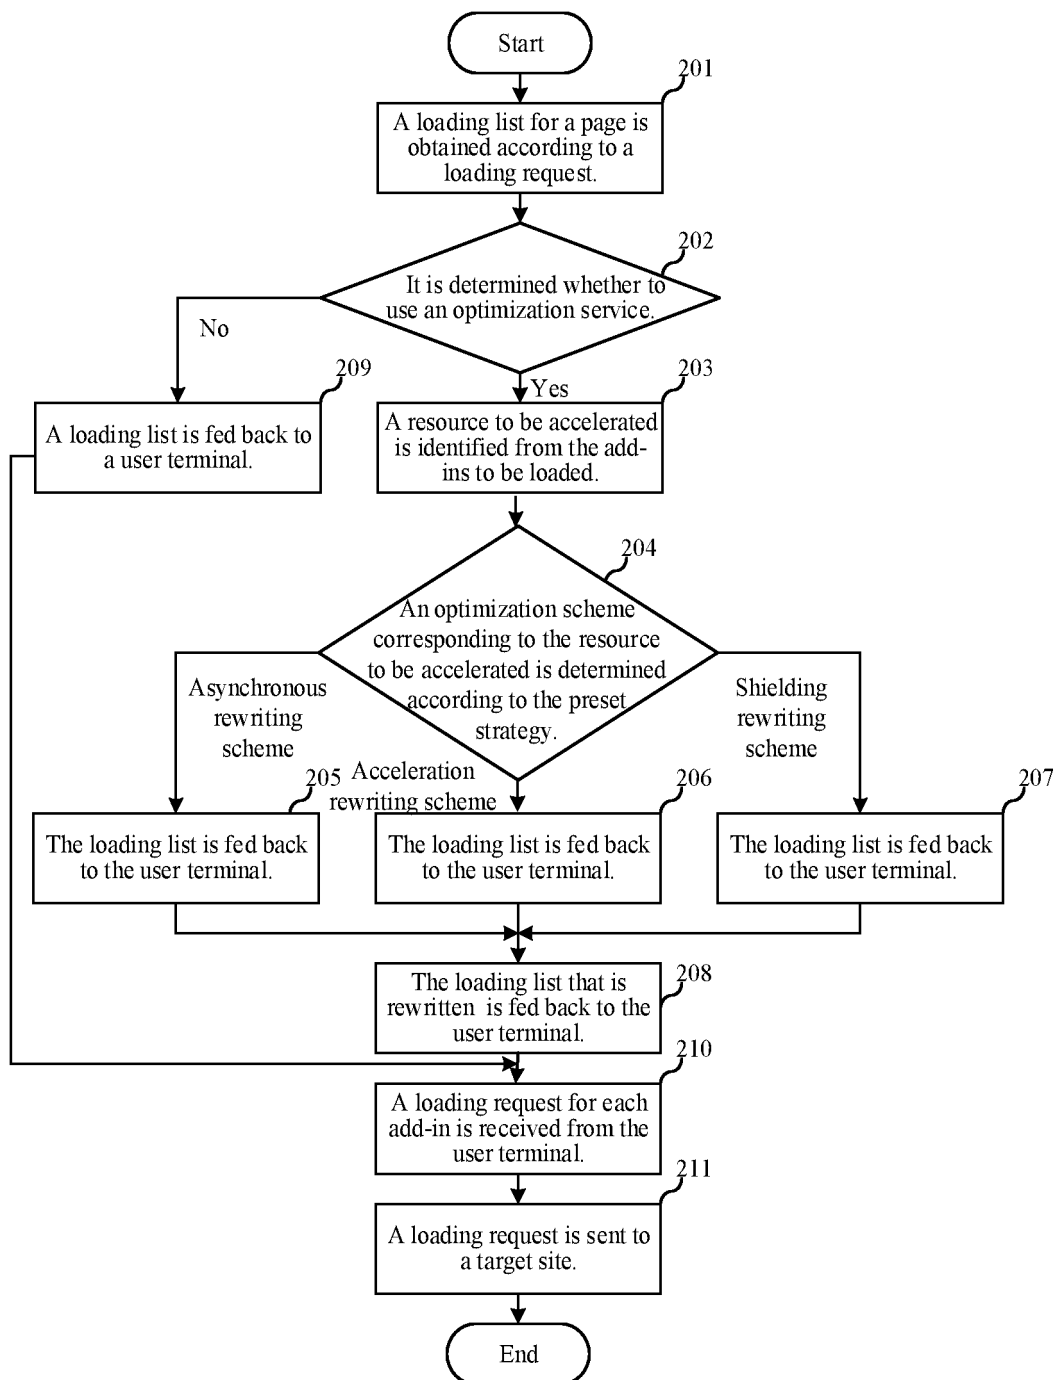 Start
201
A loading list for a page is
obtained according to a
loading request.
202
It is determined whether to
use an optimization service.
No
Yes
209
A loading list is fed back to
a user terminal.
203
A resource to be accelerated
is identified from the add-
ins to be loaded.
204
An optimization scheme
corresponding to the resource
to be accelerated is determined
according to the preset
strategy.
Asynchronous
rewriting
scheme
Acceleration
rewriting scheme
Shielding
rewriting
scheme
205
The loading list is fed back
to the user terminal.
206
The loading list is fed back
to the user terminal.
207
The loading list is fed back
to the user terminal.
208
The loading list that is
rewritten is fed back to the
user terminal.
210
A loading request for each
add-in is received from the
user terminal.
211
A loading request is sent to
a target site.
End